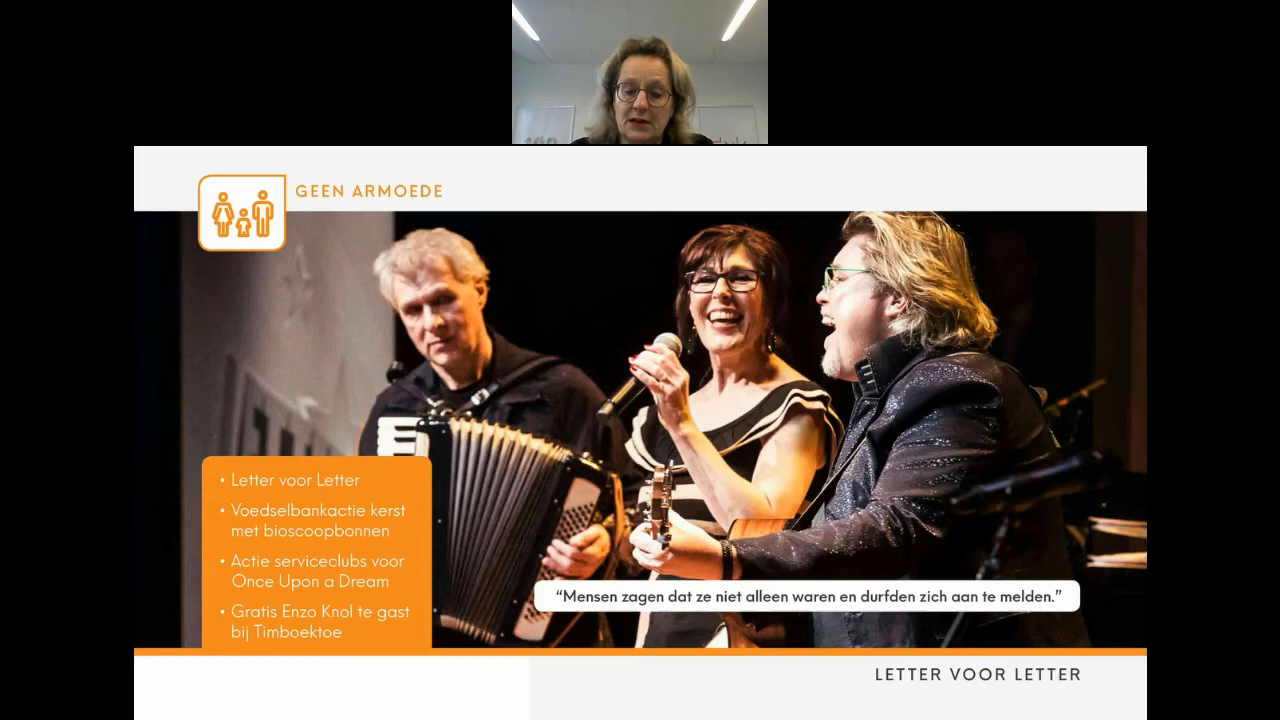 GEEN ARMOEDE
• Letter voor Letter
• Voedselbankactie kerst
met bioscoopbonnen
• Actie serviceclubs voor
Once Upon a Dream
• Gratis Enzo Knol te gast
bij Timboektoe
“Mensen zagen dat ze niet alleen waren en durfden zich aan te melden.”
LETTER VOOR LETTER